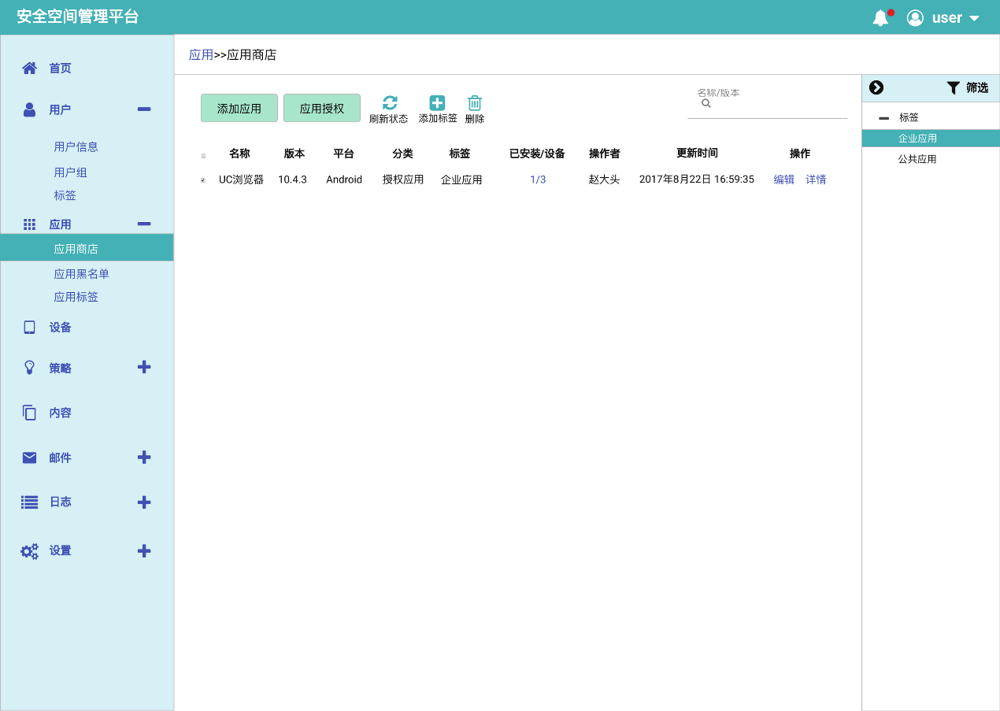 安全空间管理平台
user
首页
用户
用户信息
用户组
标签
应用
应用商店
应用黑名单
应用标签
设备
策略
内容
邮件
日志
设置
应用>>应用商店
添加应用 应用授权 刷新状态 添加标签 删除
名称/版本
名称 版本 平台 分类 标签 已安装/设备 操作者 更新时间 操作
UC浏览器 10.4.3 Android 授权应用 企业应用 1/3 赵大头 2017年8月22日 16:59:35 编辑 详情
筛选
标签
企业应用
公共应用